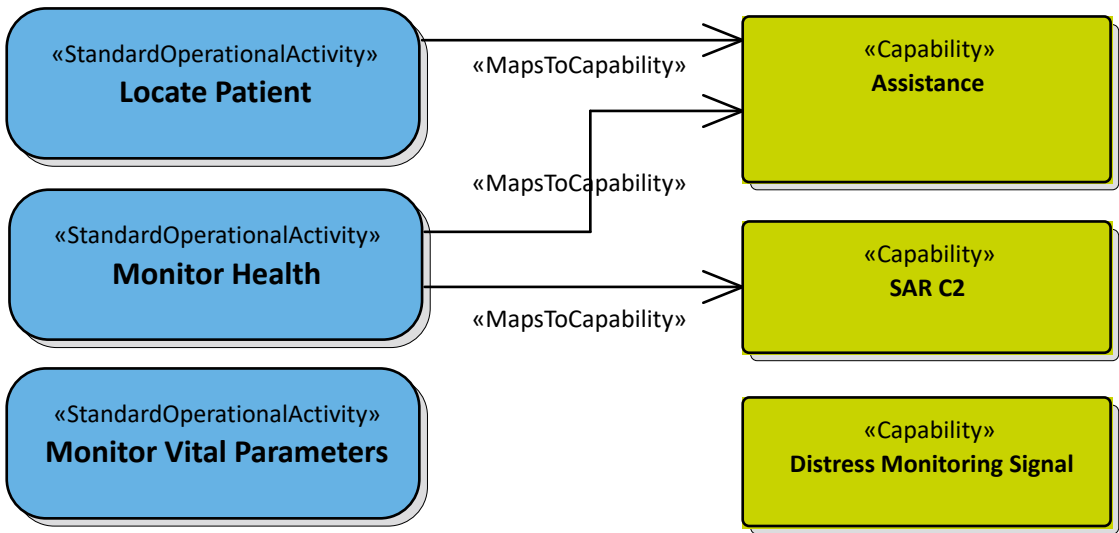 «StandardOperationalActivity»
Locate Patient
«MapsToCapability»
«Capability»
Assistance
«StandardOperationalActivity»
Monitor Health
«MapsToCapability»
«MapsToCapability»
«Capability»
SAR C2
«StandardOperationalActivity»
Monitor Vital Parameters
«Capability»
Distress Monitoring Signal